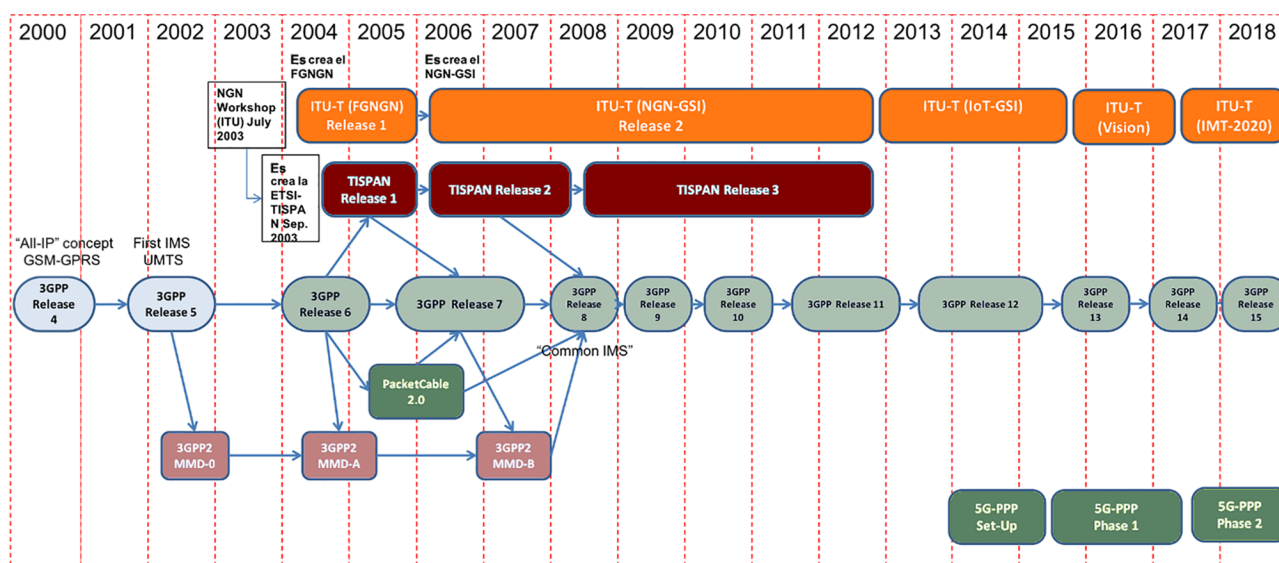 2000 2001 2002 2003 2004 2005 2006 2007 2008 2009 2010 2011 2012 2013 2014 2015 2016 2017 2018
Es crea el
FGNGN
Es crea el
NGN-GSI
NGN
Workshop
(ITU) July
2003
ITU-T (FGNGN)
Release 1
ITU-T (NGN-GSI)
Release 2
ITU-T (IoT-GSI)
ITU-T
(Vision)
ITU-T
(IMT-2020)
Es
crea la
ETSI-
TISPA
N Sep.
2003
TISPAN
Release 1
TISPAN Release 2
TISPAN Release 3
“All-IP” concept
GSM-GPRS
First IMS
UMTS
3GPP
Release
4
3GPP
Release 5
3GPP
Release 6
3GPP Release 7
3GPP
Release
8
3GPP
Release
9
3GPP
Release
10
3GPP Release 11
3GPP Release 12
3GPP
Release
13
3GPP
Release
14
3GPP
Release
15
“Common IMS”
PacketCable
2.0
3GPP2
MMD-0
3GPP2
MMD-A
3GPP2
MMD-B
5G-PPP
Set-Up
5G-PPP
Phase 1
5G-PPP
Phase 2